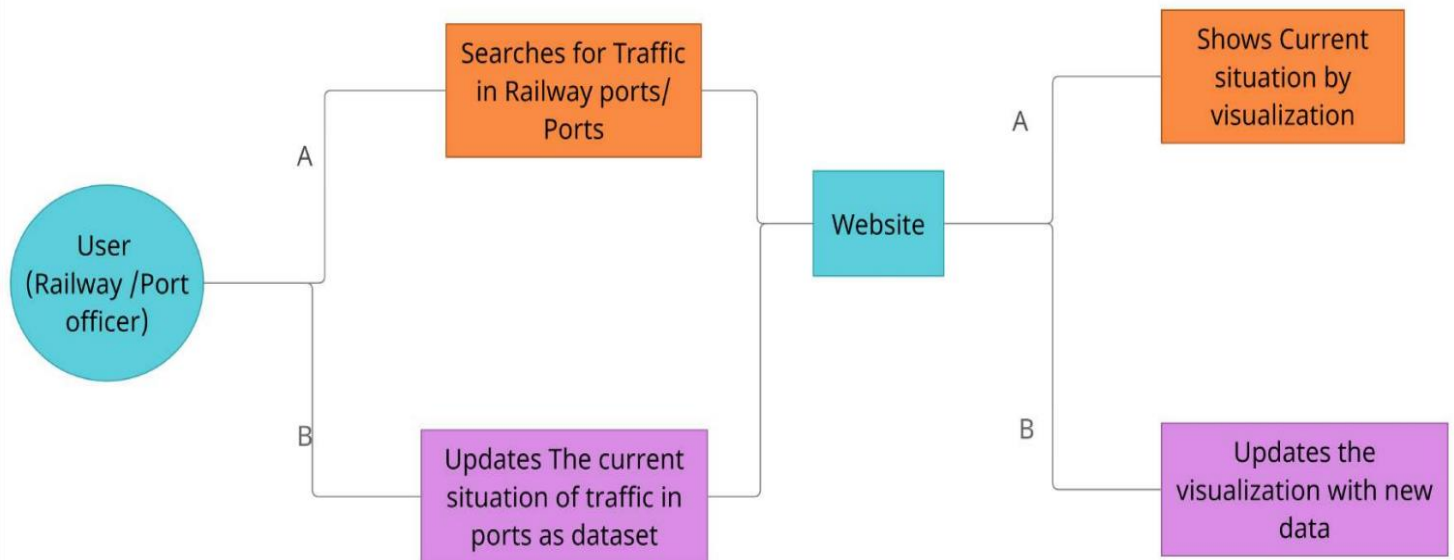 User
(Railway /Port
officer)
A
Searches for Traffic
in Railway ports/
Ports
B
Updates The current
situation of traffic in
ports as dataset
Website
A
Shows Current
situation by
visualization
B
Updates the
visualization with new
data